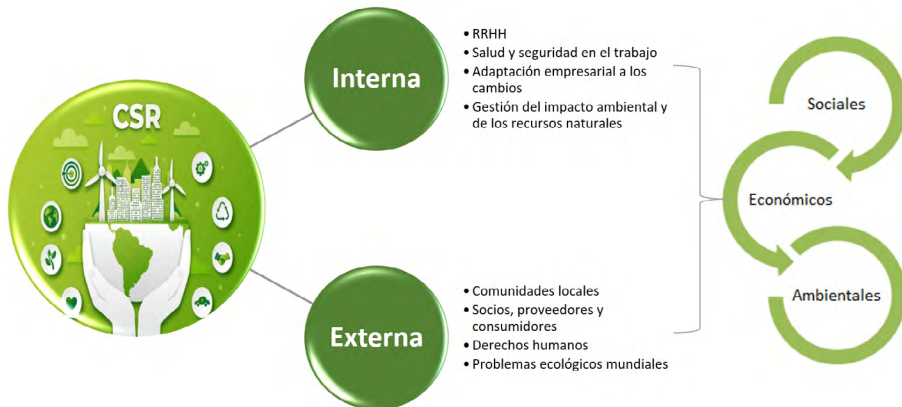 CSR
Interna
• RRHH
• Salud y seguridad en el trabajo
• Adaptación empresarial a los
cambios
• Gestión del impacto ambiental y
de los recursos naturales
Externa
• Comunidades locales
• Socios, proveedores y
consumidores
• Derechos humanos
• Problemas ecológicos mundiales
Sociales
Económicos
Ambientales